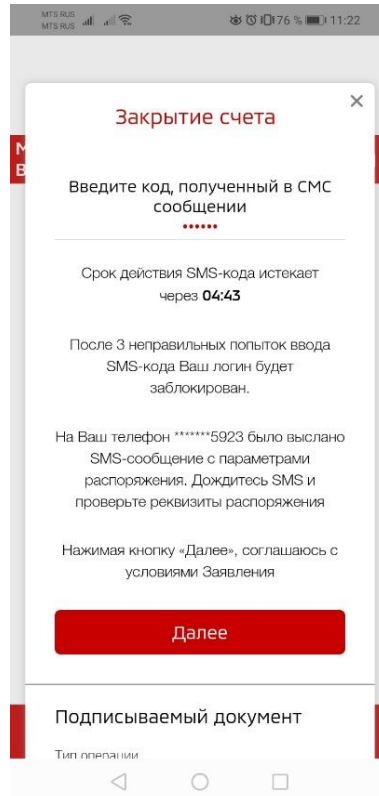 MTS RUS
MTS RUS
76 % 11:22
Закрытие счета
М
В
Введите код, полученный в СМС
сообщении
••••••
Срок действия SMS-кода истекает
через 04:43
После 3 неправильных попыток ввода
SMS-кода Ваш логин будет
заблокирован.
На Ваш телефон *******5923 было выслано
SMS-сообщение с параметрами
распоряжения. Дождитесь SMS и
проверьте реквизиты распоряжения
Нажимая кнопку «Далее», соглашаюсь с
условиями Заявления
Далее
Подписываемый документ
Тип операции